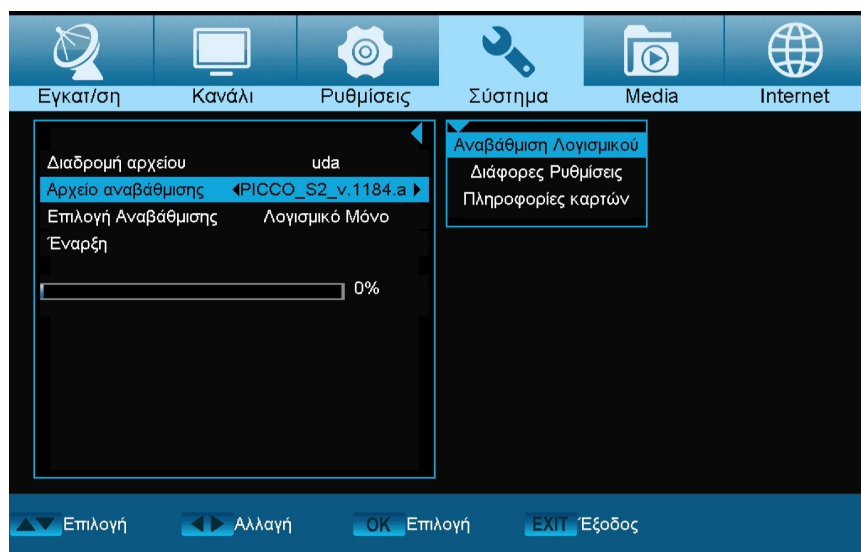 Εγκατ/ση Κανάλι Ρυθμίσεις Σύστημα Media Internet
Διαδρομή αρχείου uda
Αρχείο αναβάθμισης PICCO_S2_v.1184.a
Επιλογή Αναβάθμισης Λογισμικό Μόνο
Έναρξη
0%
Αναβάθμιση Λογισμικού
Διάφορες Ρυθμίσεις
Πληροφορίες καρτών
Επιλογή Αλλαγή OK Επιλογή EXIT Έξοδος